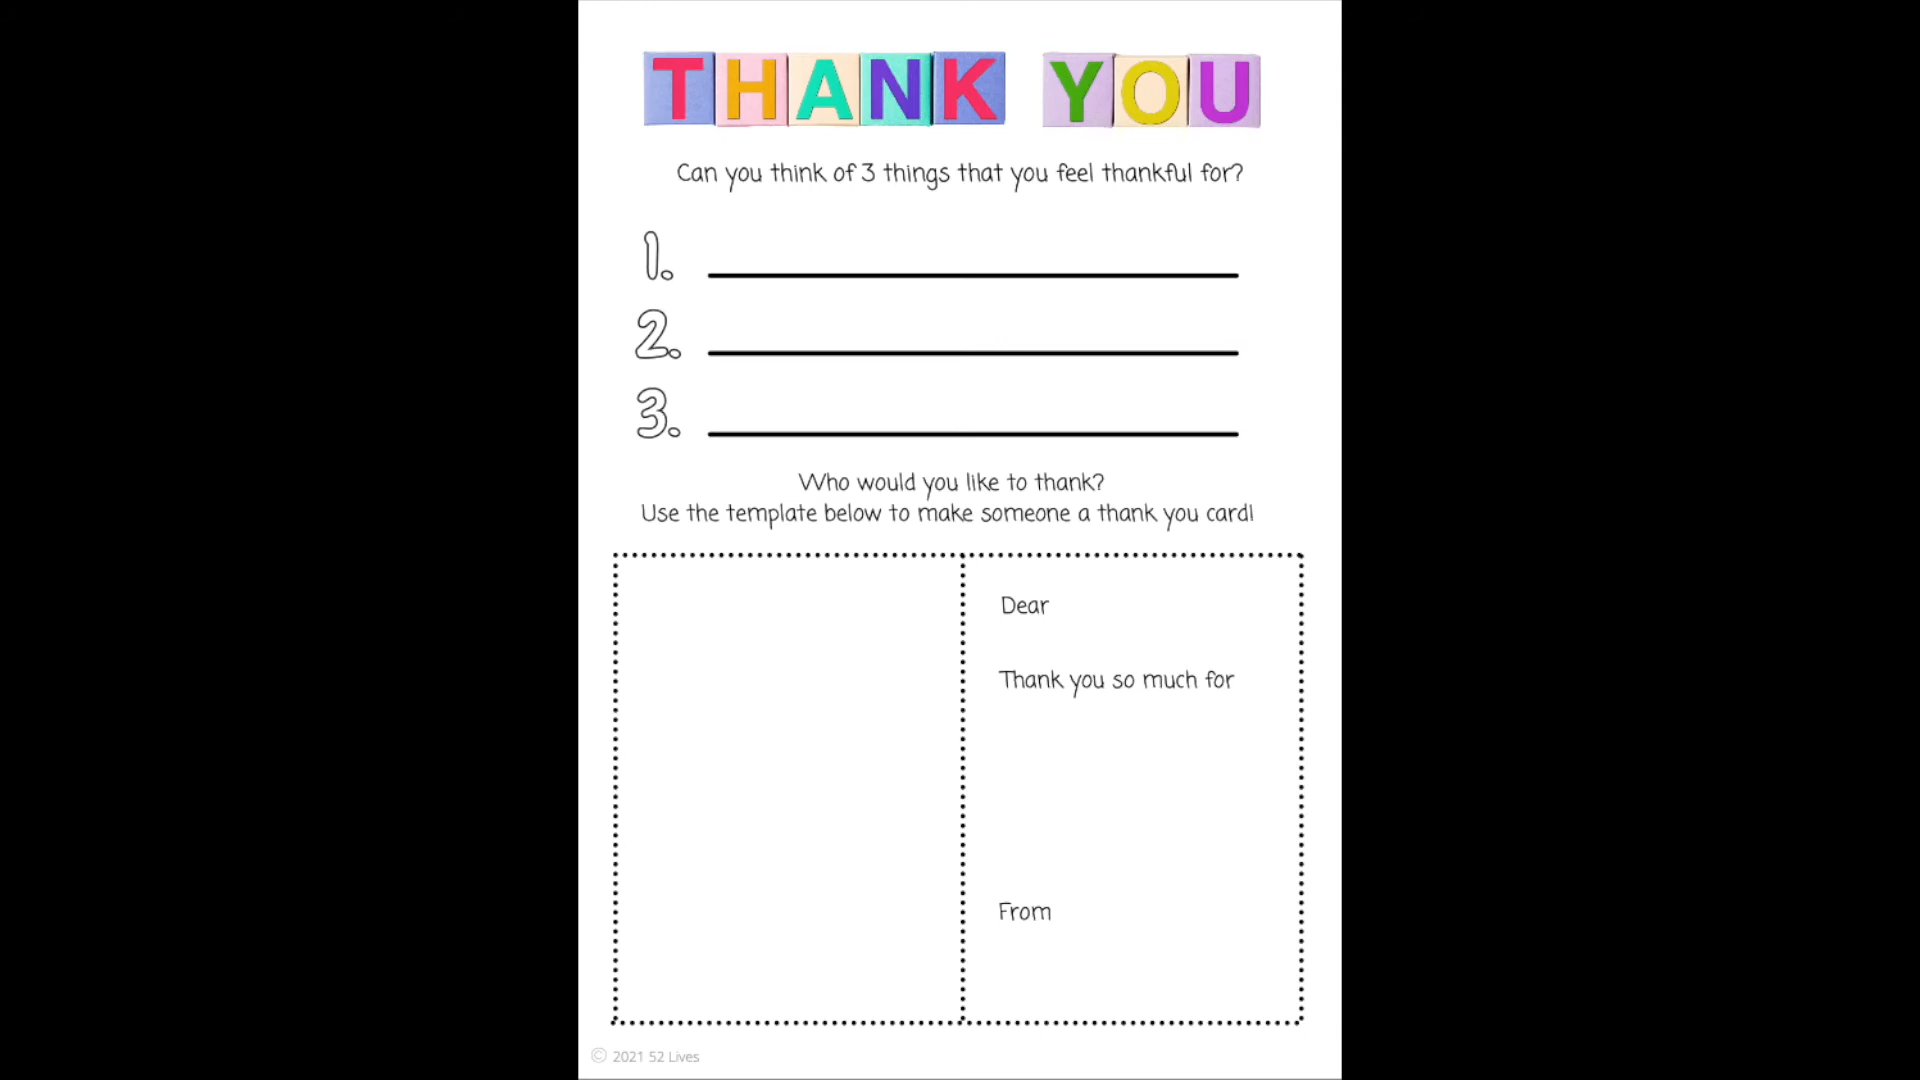 THANK YOU
Can you think of 3 things that you feel thankful for?
1.
2.
3.
Who would you like to thank?
Use the template below to make someone a thank you card!
Dear
Thank you so much for
From
© 2021 52 Lives